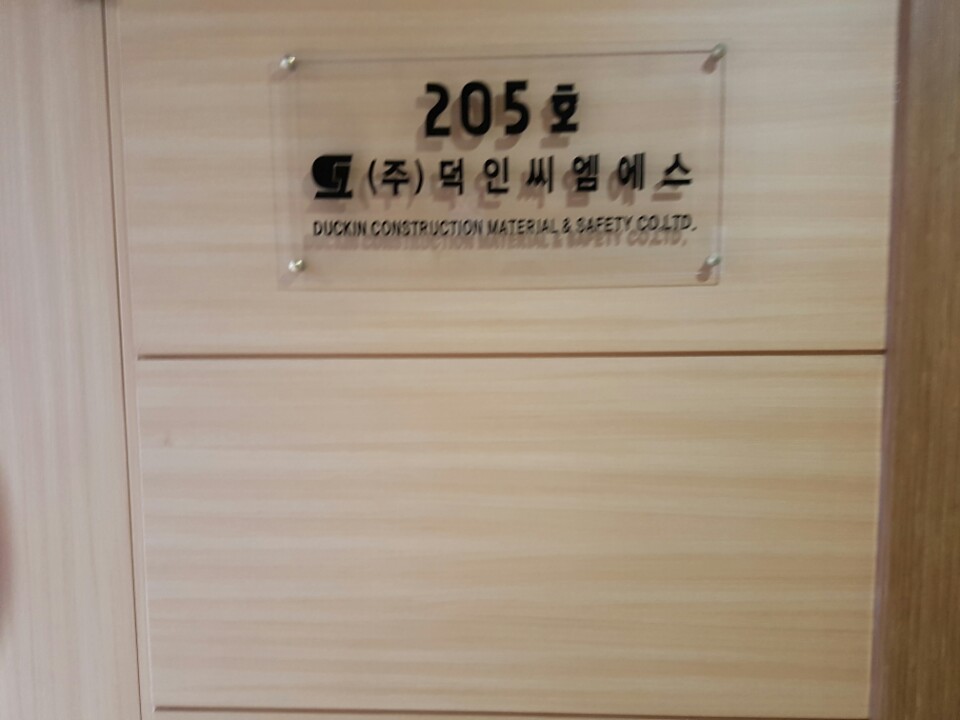 205호
(주)덕인씨엠에스
DUCKIN CONSTRUCTION MATERIAL & SAFETY CO.LTD.